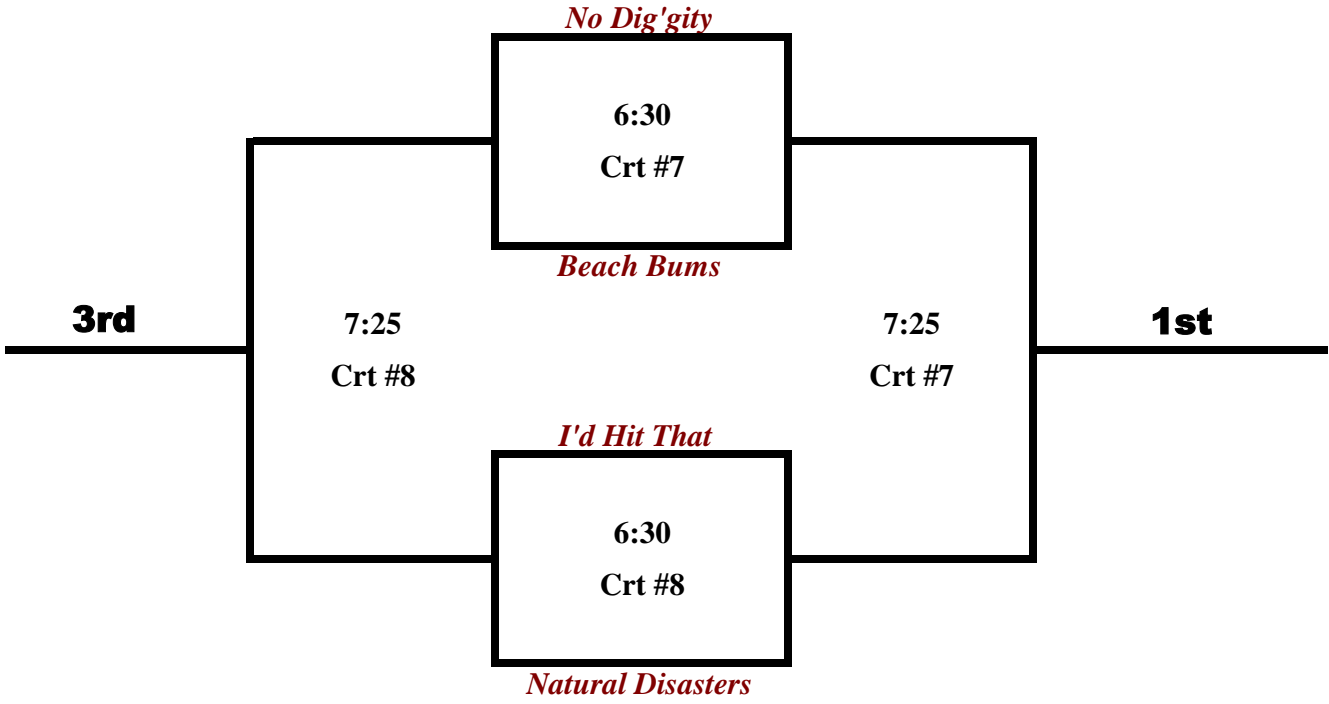 No Dig'gity
6:30
Crt #7
Beach Bums
3rd
7:25
Crt #8
7:25
Crt #7
1st
I'd Hit That
6:30
Crt #8
Natural Disasters